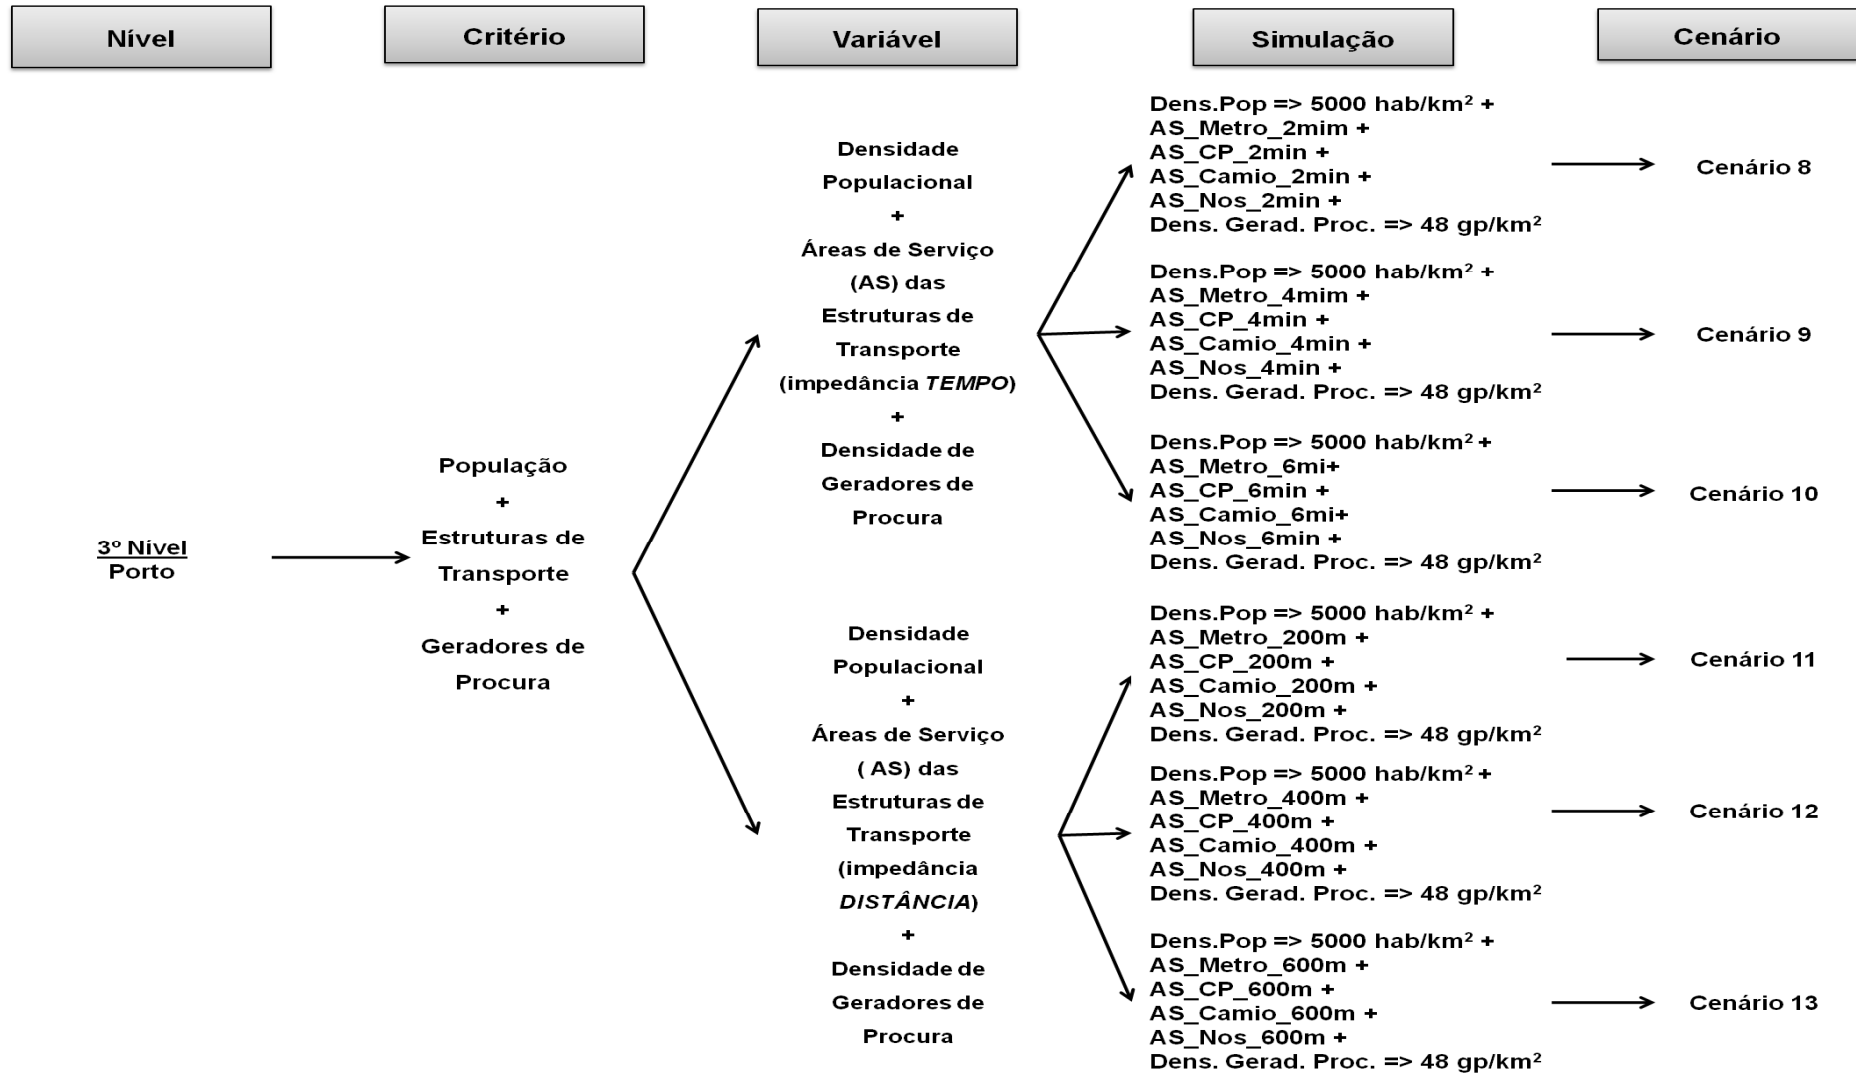 Nível
Critério
Variável
Simulação
Cenário
3º Nível
Porto
População
+
Estruturas de
Transporte
+
Geradores de
Procura
Densidade
Populacional
+
Áreas de Serviço
(AS) das
Estruturas de
Transporte
(impedância TEMPO)
+
Densidade de
Geradores de
Procura
Densidade
Populacional
+
Áreas de Serviço
( AS) das
Estruturas de
Transporte
(impedância
DISTÂNCIA)
+
Densidade de
Geradores de
Procura
Dens.Pop => 5000 hab/km² +
AS_Metro_2mim +
AS_CP_2min +
AS_Camio_2min +
AS_Nos_2min +
Dens. Gerad. Proc. => 48 gp/km²
Cenário 8
Dens.Pop => 5000 hab/km² +
AS_Metro_4mim +
AS_CP_4min +
AS_Camio_4min +
AS_Nos_4min +
Dens. Gerad. Proc. => 48 gp/km²
Cenário 9
Dens.Pop => 5000 hab/km² +
AS_Metro_6mi+
AS_CP_6min +
AS_Camio_6mi+
AS_Nos_6min +
Dens. Gerad. Proc. => 48 gp/km²
Cenário 10
Dens.Pop => 5000 hab/km² +
AS_Metro_200m +
AS_CP_200m +
AS_Camio_200m +
AS_Nos_200m +
Dens. Gerad. Proc. => 48 gp/km²
Cenário 11
Dens.Pop => 5000 hab/km² +
AS_Metro_400m +
AS_CP_400m +
AS_Camio_400m +
AS_Nos_400m +
Dens. Gerad. Proc. => 48 gp/km²
Cenário 12
Dens.Pop => 5000 hab/km² +
AS_Metro_600m +
AS_CP_600m +
AS_Camio_600m +
AS_Nos_600m +
Dens. Gerad. Proc. => 48 gp/km²
Cenário 13